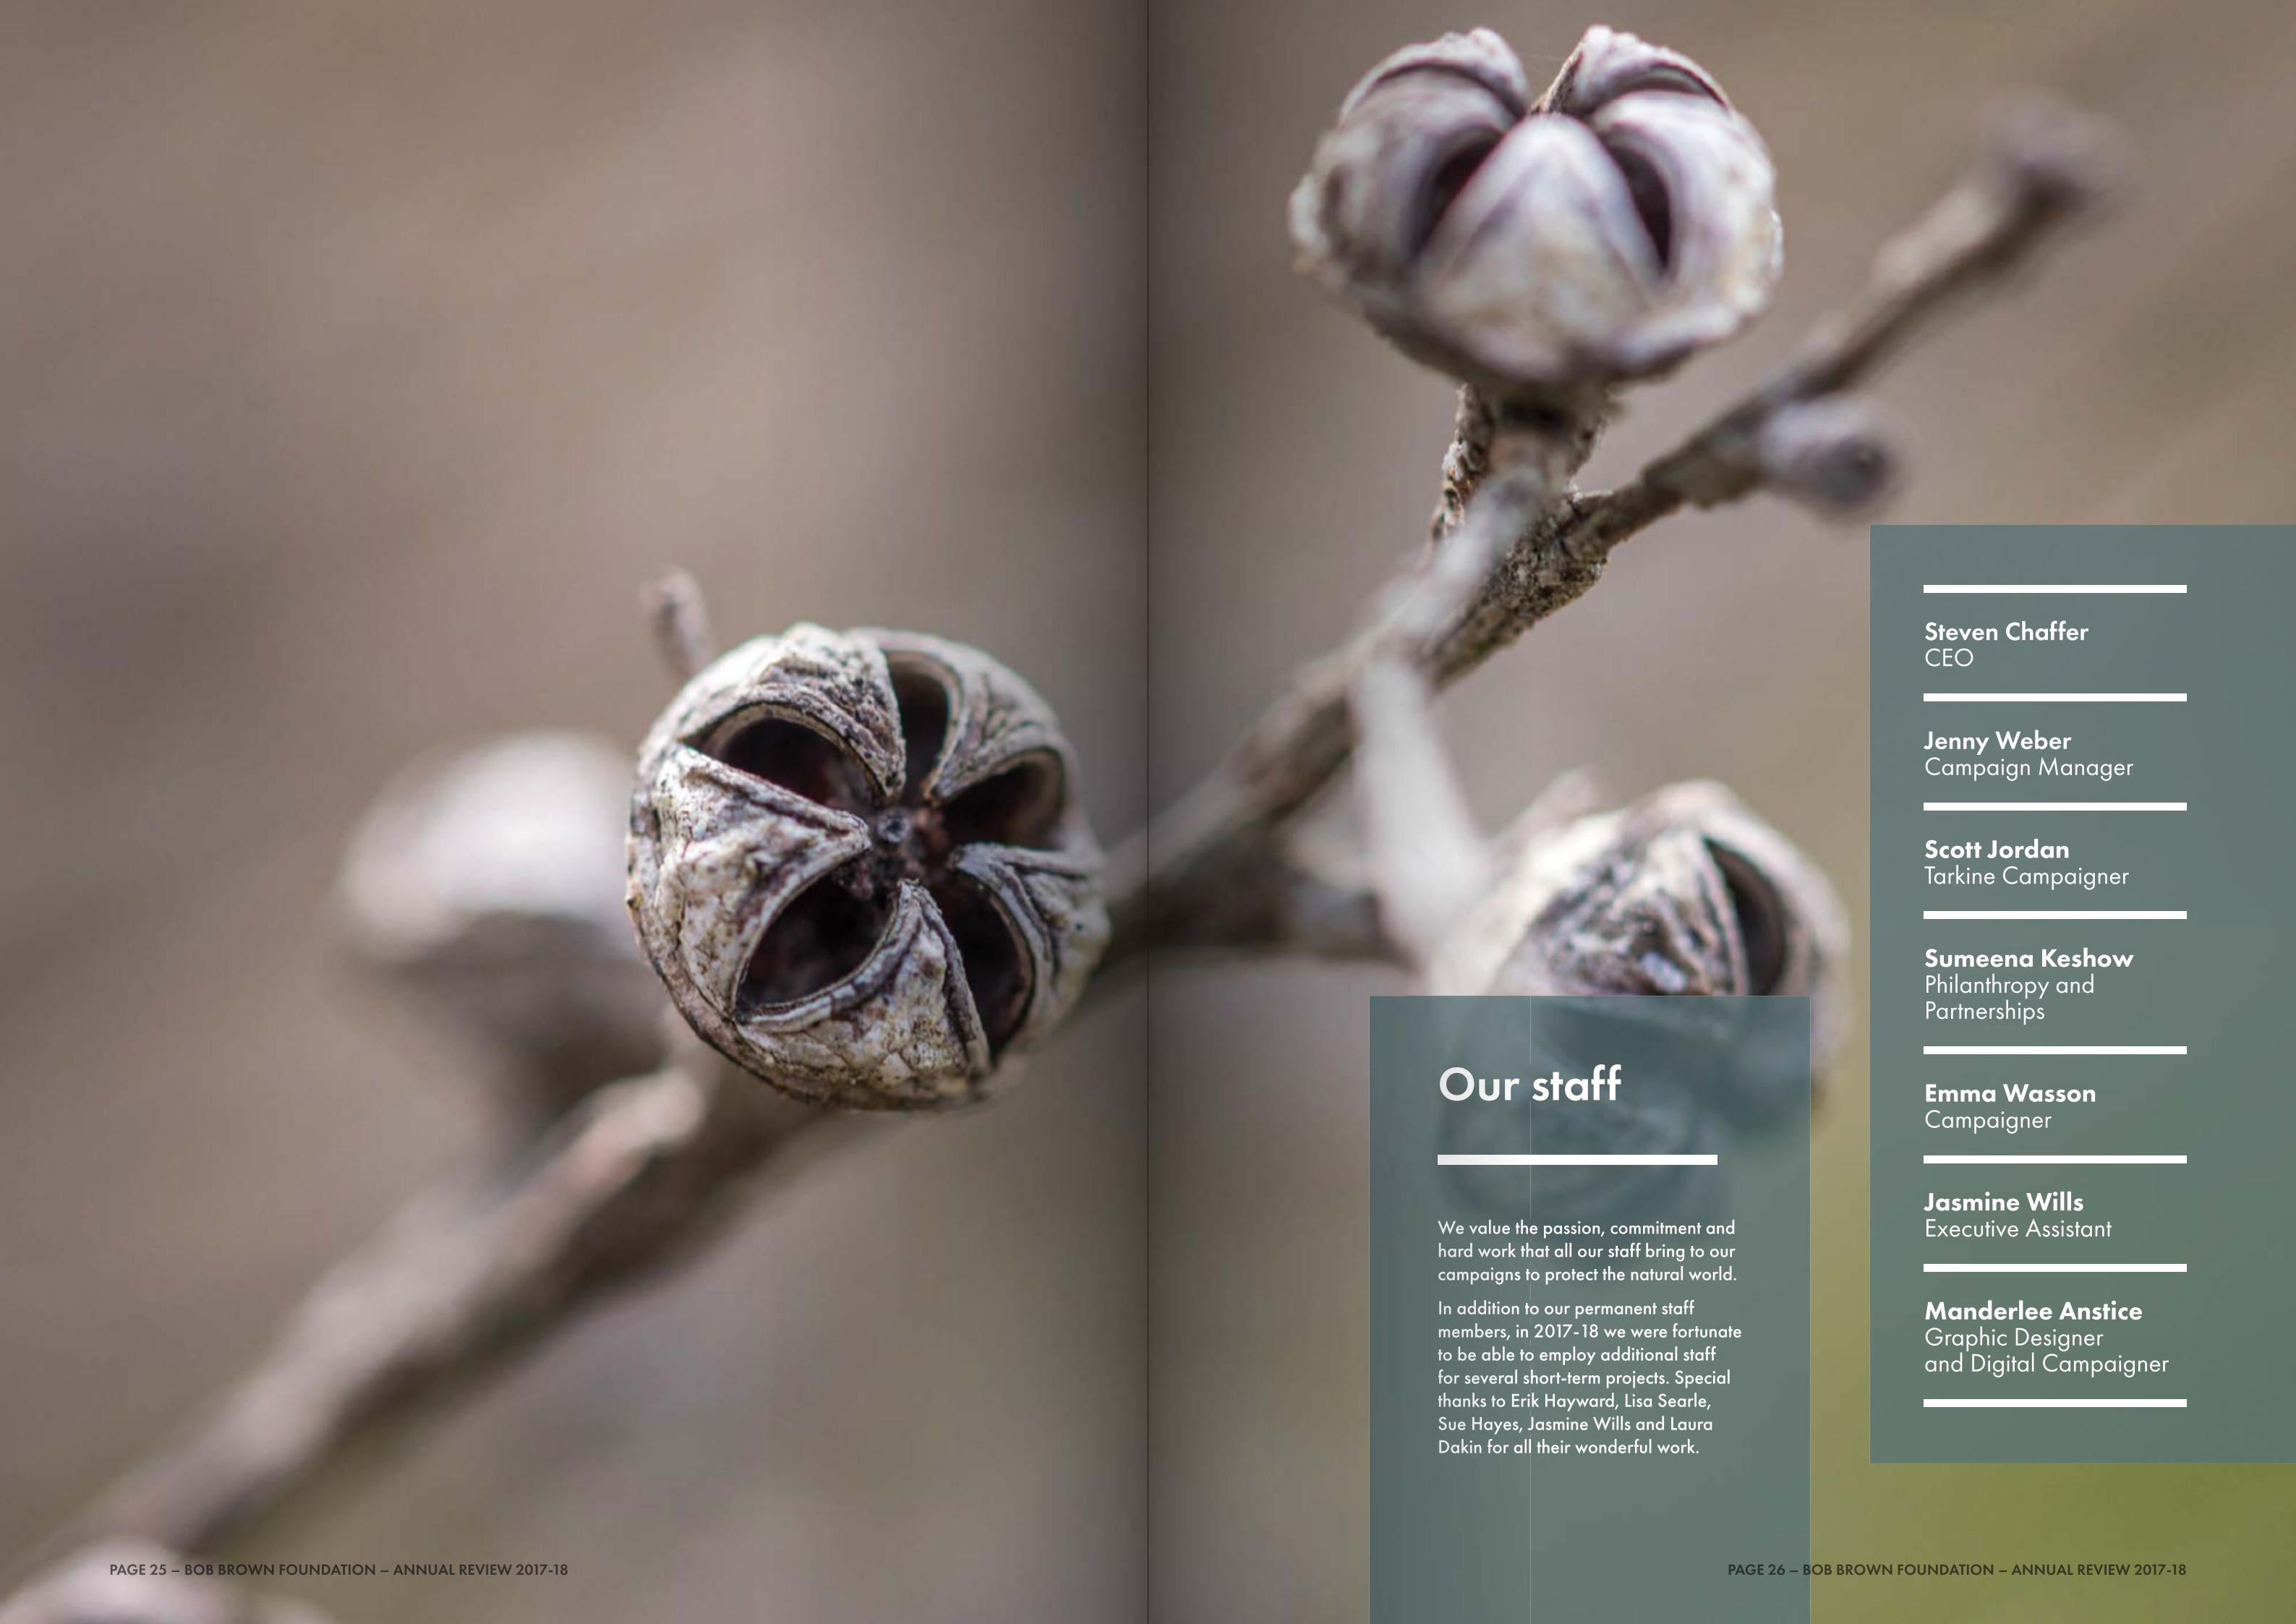 Our staff
We value the passion, commitment and
hard work that all our staff bring to our
campaigns to protect the natural world.
In addition to our permanent staff
members, in 2017-18 we were fortunate
to be able to employ additional staff
for several short-term projects. Special
thanks to Erik Hayward, Lisa Searle,
Sue Hayes, Jasmine Wills and Laura
Dakin for all their wonderful work.
Steven Chaffer
CEO
Jenny Weber
Campaign Manager
Scott Jordan
Tarkine Campaigner
Sumeena Keshow
Philanthropy and
Partnerships
Emma Wasson
Campaigner
Jasmine Wills
Executive Assistant
Manderlee Anstice
Graphic Designer
and Digital Campaigner
PAGE 25 – BOB BROWN FOUNDATION – ANNUAL REVIEW 2017-18
PAGE 26 – BOB BROWN FOUNDATION – ANNUAL REVIEW 2017-18